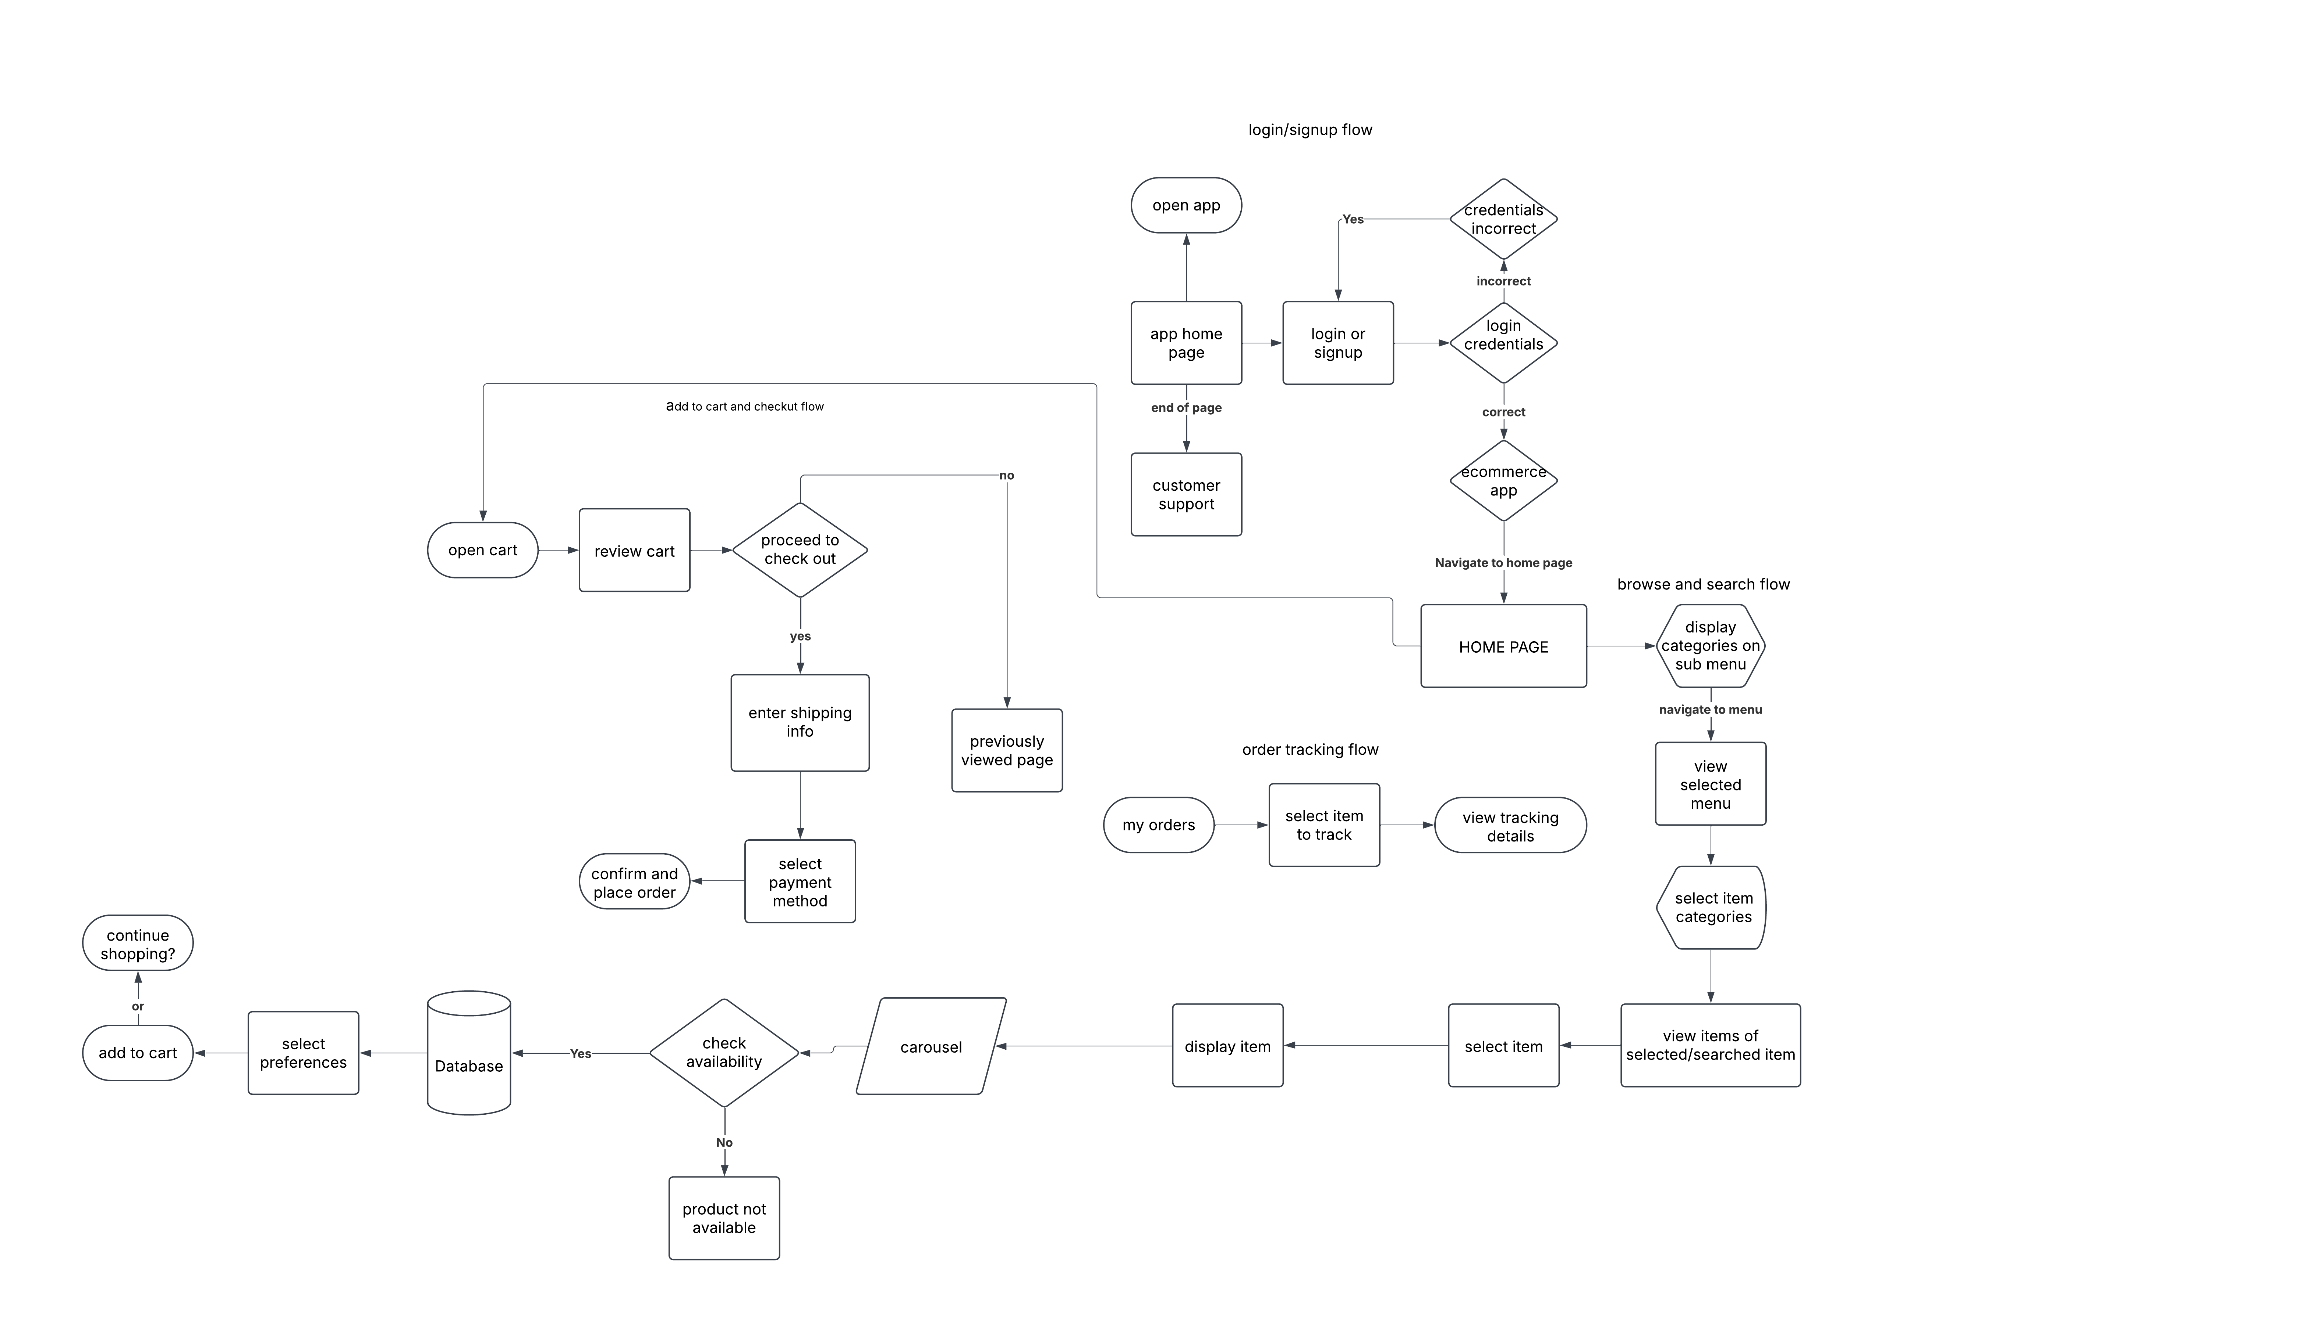 login/signup flow
open app
credentials
incorrect
Yes
incorrect
app home
page
login or
signup
login
credentials
end of page
correct
customer
support
ecommerce
app
Navigate to home page
add to cart and checkut flow
no
open cart
review cart
proceed to
check out
yes
enter shipping
info
previously
viewed page
select
payment
method
confirm and
place order
HOME PAGE
browse and search flow
display
categories on
sub menu
navigate to menu
view
selected
menu
select item
categories
order tracking flow
my orders
select item
to track
view tracking
details
view items of
selected/searched item
select item
display item
carousel
check
availability
Yes
No
product not
available
Database
select
preferences
add to cart
or
continue
shopping?